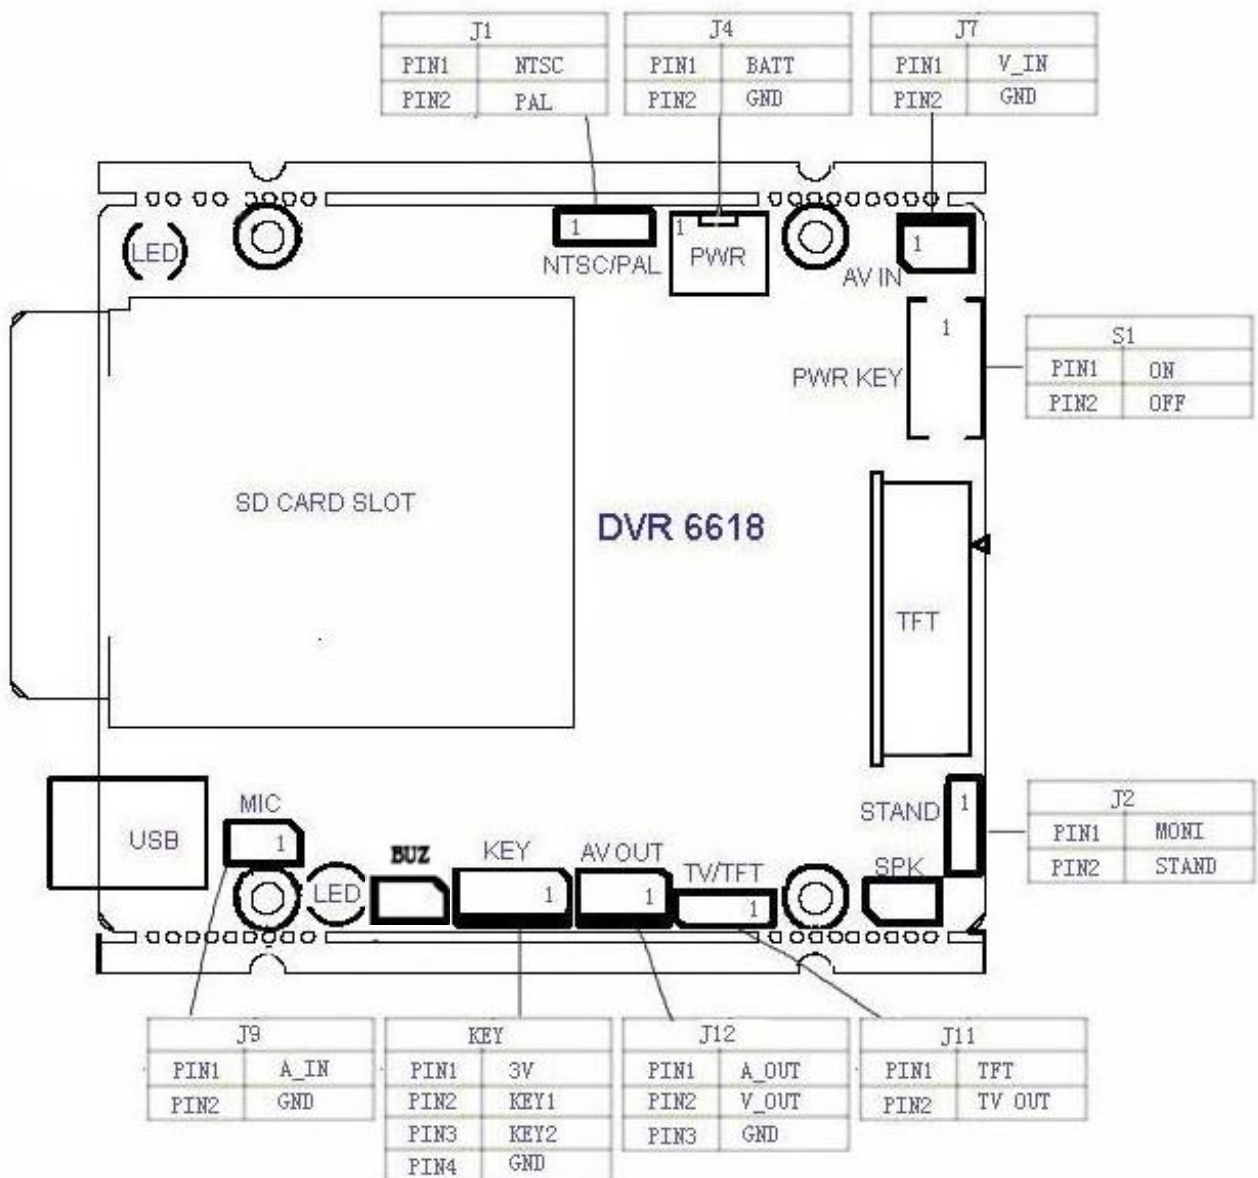 J1
PIN1 NTSC
PIN2 PAL
J4
PIN1 BATT
PIN2 GND
J7
PIN1 V_IN
PIN2 GND
LED
1
NTSC/PAL
1
PWR
1
AV IN
1
PWR KEY
S1
PIN1 ON
PIN2 OFF
SD CARD SLOT
DVR 6618
TFT
USB
MIC
1
LED
BUZ
KEY
1
AV OUT
1
TV/TFT
1
STAND
1
SPK
J2
PIN1 MONI
PIN2 STAND
J9
PIN1 A_IN
PIN2 GND
KEY
PIN1 3V
PIN2 KEY1
PIN3 KEY2
PIN4 GND
J12
PIN1 A_OUT
PIN2 V_OUT
PIN3 GND
J11
PIN1 TFT
PIN2 TV OUT